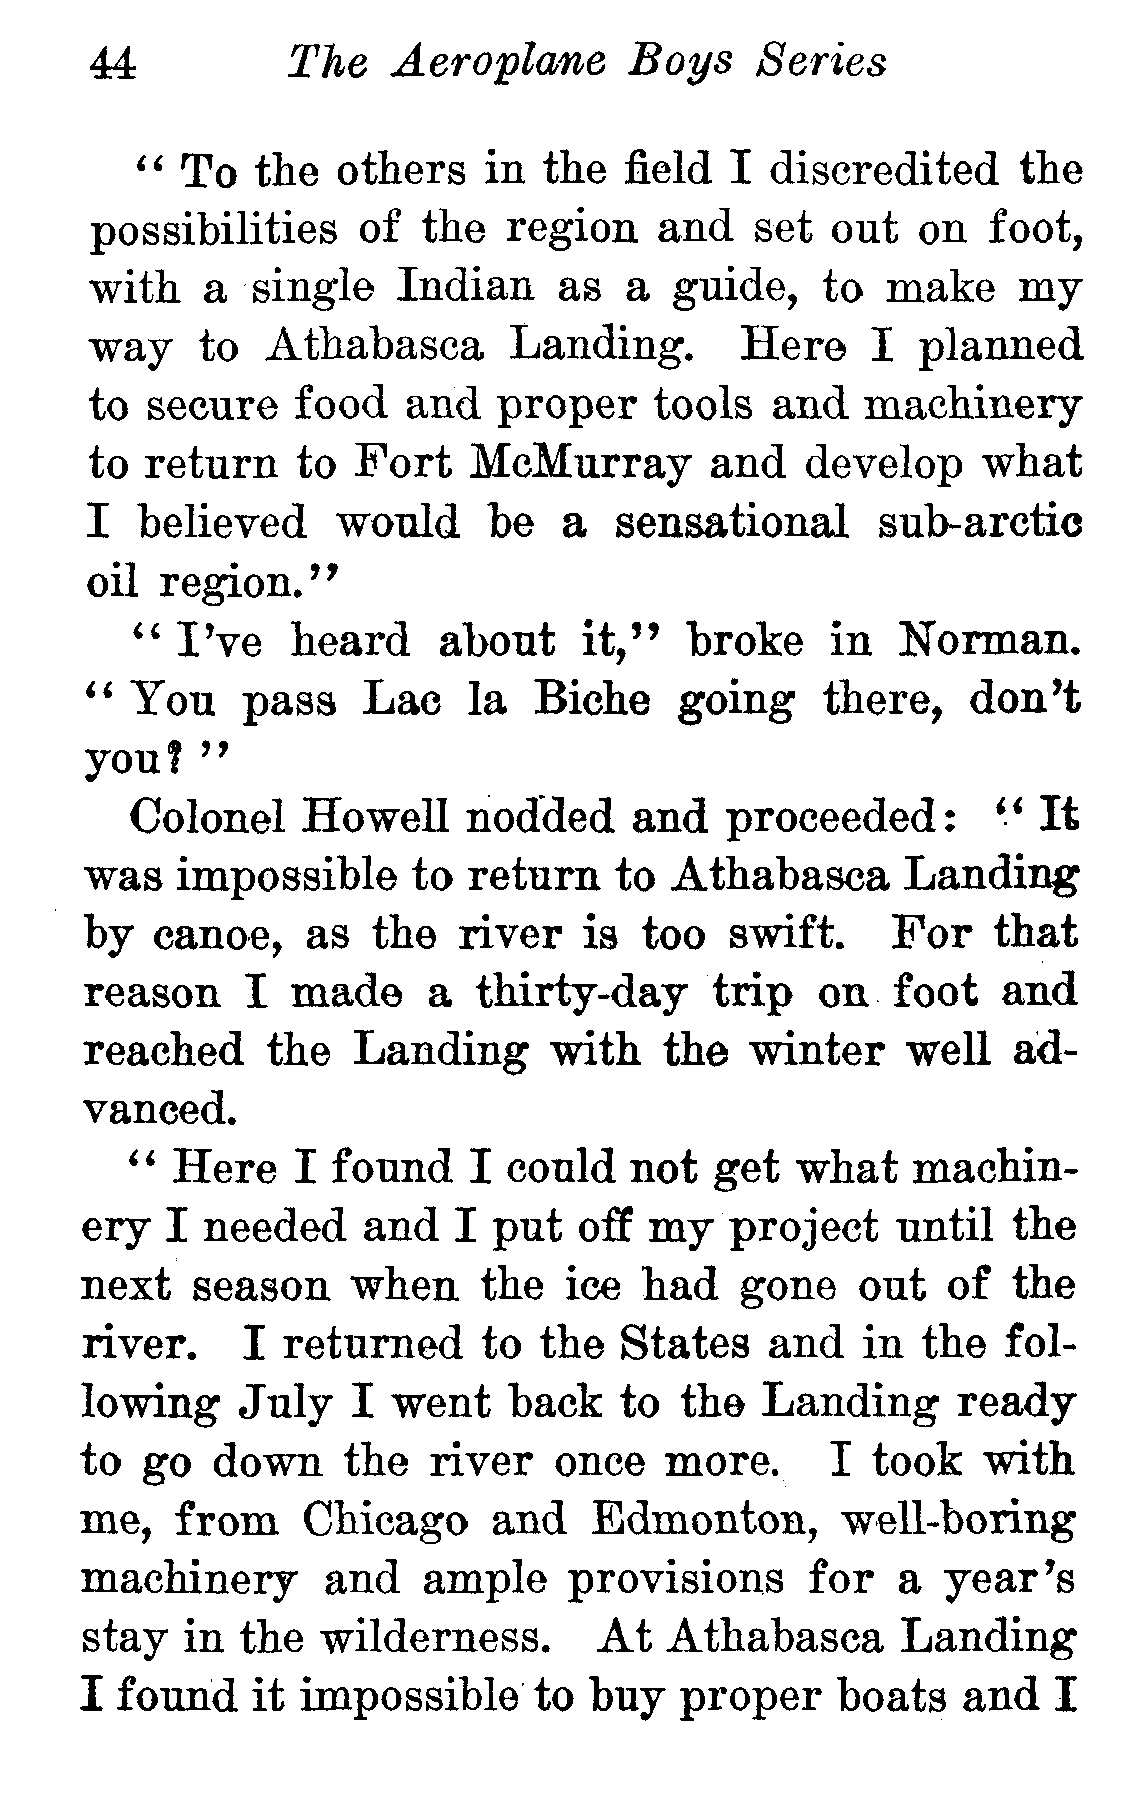 44 The Aeroplane Boys Series
“ To the others in the field I discredited the
possibilities of the region and set out on foot,
with a single Indian as a guide, to make my
way to Athabasca Landing. Here I planned
to secure food and proper tools and machinery
to return to Fort McMurray and develop what
I believed would be a sensational sub-arctic
oil region.”
“ I’ve heard about it,” broke in Norman.
“ You pass Lac la Biche going there, don’t
you? ”
Colonel Howell nodded and proceeded: “ It
was impossible to return to Athabasca Landing
by canoe, as the river is too swift. For that
reason I made a thirty-day trip on foot and
reached the Landing with the winter well ad-
vanced.
“ Here I found I could not get what machin-
ery I needed and I put off my project until the
next season when the ice had gone out of the
river. I returned to the States and in the fol-
lowing July I went back to the Landing ready
to go down the river once more. I took with
me, from Chicago and Edmonton, well-boring
machinery and ample provisions for a year’s
stay in the wilderness. At Athabasca Landing
I found it impossible to buy proper boats and I